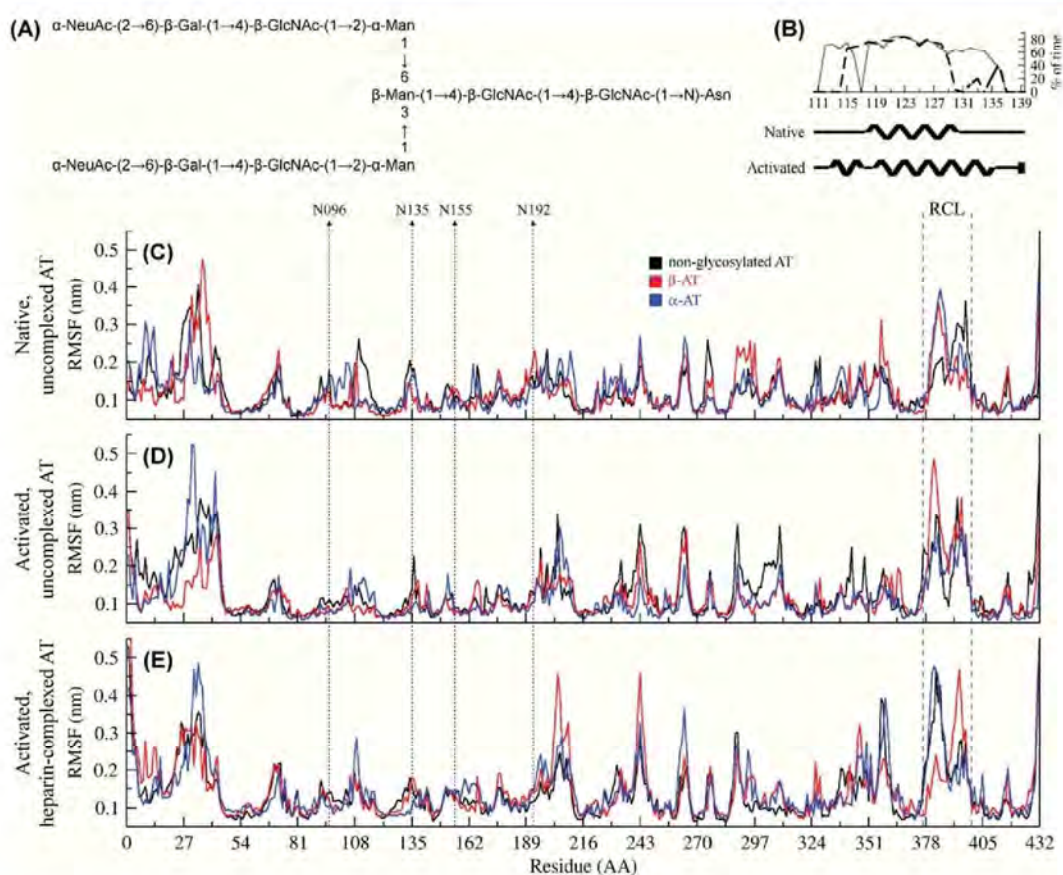 (A)
α-NeuAc-(2→6)-β-Gal-(1→4)-β-GlcNAc-(1→2)-α-Man
1
↓
6
β-Man-(1→4)-β-GlcNAc-(1→4)-β-GlcNAc-(1→N)-Asn
3
↑
1
α-NeuAc-(2→6)-β-Gal-(1→4)-β-GlcNAc-(1→2)-α-Man
(B)
80
60
40
20
0
% of time
111 115 119 123 127 131 135 139
Native
Activated
N096 N135 N155 N192 RCL
(C)
non-glycosylated AT
β-AT
α-AT
Native,
uncomplexed AT
RMSF (nm)
0.5
0.4
0.3
0.2
0.1
(D)
Activated,
uncomplexed AT
RMSF (nm)
0.5
0.4
0.3
0.2
0.1
(E)
Activated,
heparin-complexed AT
RMSF (nm)
0.5
0.4
0.3
0.2
0.1
0 27 54 81 108 135 162 189 216 243 270 297 324 351 378 405 432
Residue (AA)